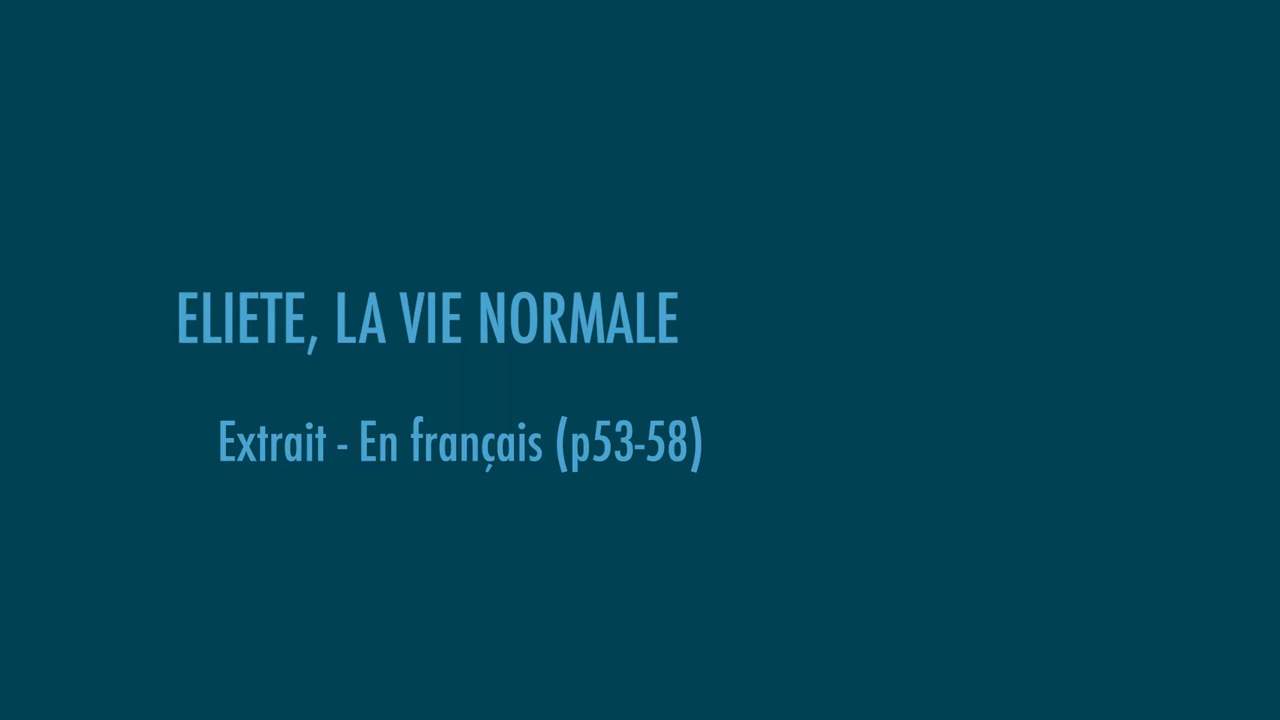 ELIETE, LA VIE NORMALE
Extrait - En français (p53-58)